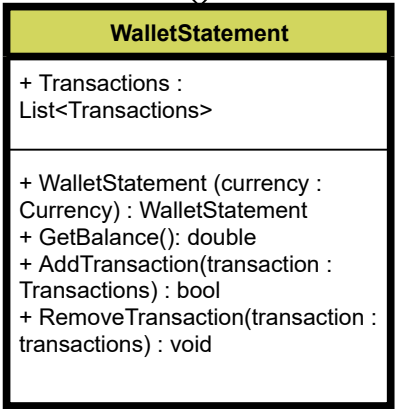 WalletStatement
+ Transactions :
List<Transactions>
+ WalletStatement (currency :
Currency) : WalletStatement
+ GetBalance(): double
+ AddTransaction(transaction :
Transactions) : bool
+ RemoveTransaction(transaction :
transactions) : void